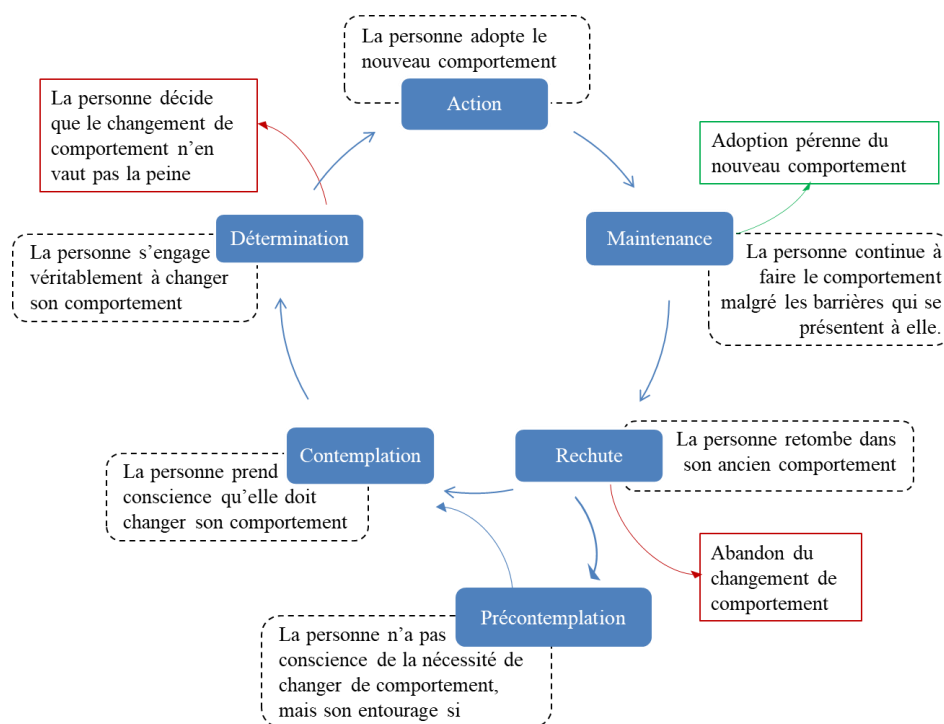 La personne adopte le
nouveau comportement
Action
La personne décide
que le changement de
comportement n'en
vaut pas la peine
Adoption pérenne du
nouveau comportement
Détermination
La personne s'engage
véritablement à changer
son comportement
Maintenance
La personne continue à
faire le comportement
malgré les barrières qui se
présentent à elle.
Contemplation
La personne prend
conscience qu'elle doit
changer son comportement
Rechute
La personne retombe dans
son ancien comportement
Abandon du
changement de
comportement
Précontemplation
La personne n'a pas
conscience de la nécessité de
changer de comportement,
mais son entourage si